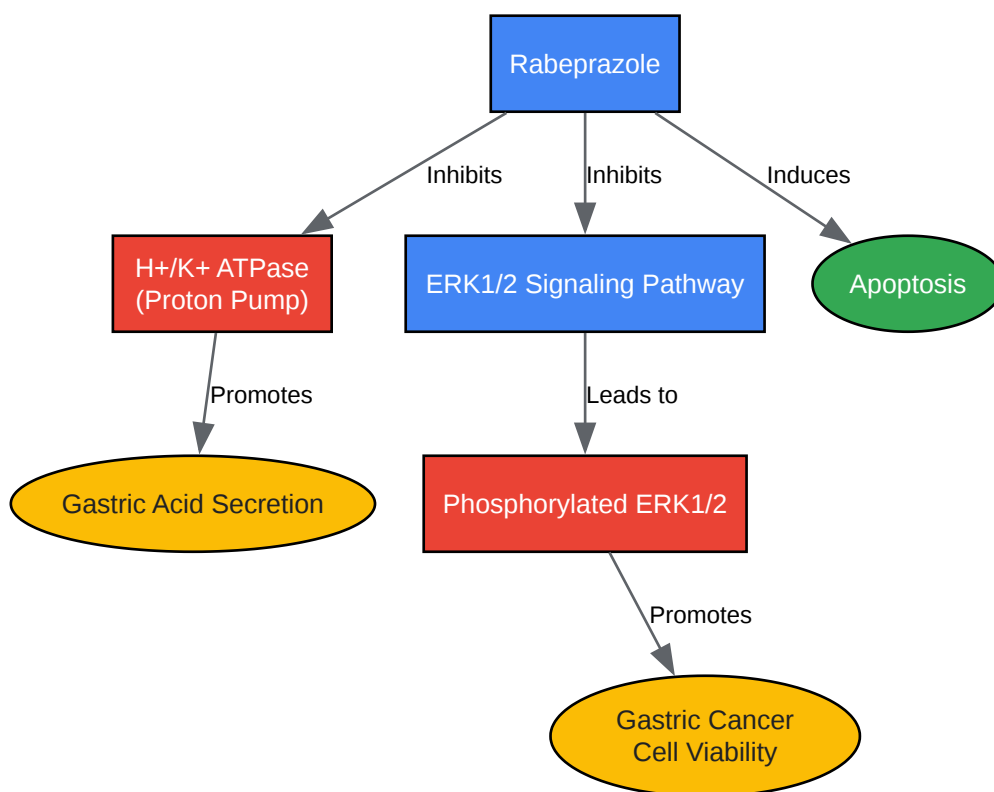 Rabeprazole
Inhibits
Inhibits
Induces
H+/K+ ATPase
(Proton Pump)
ERK1/2 Signaling Pathway
Apoptosis
Promotes
Leads to
Gastric Acid Secretion
Phosphorylated ERK1/2
Promotes
Gastric Cancer
Cell Viability